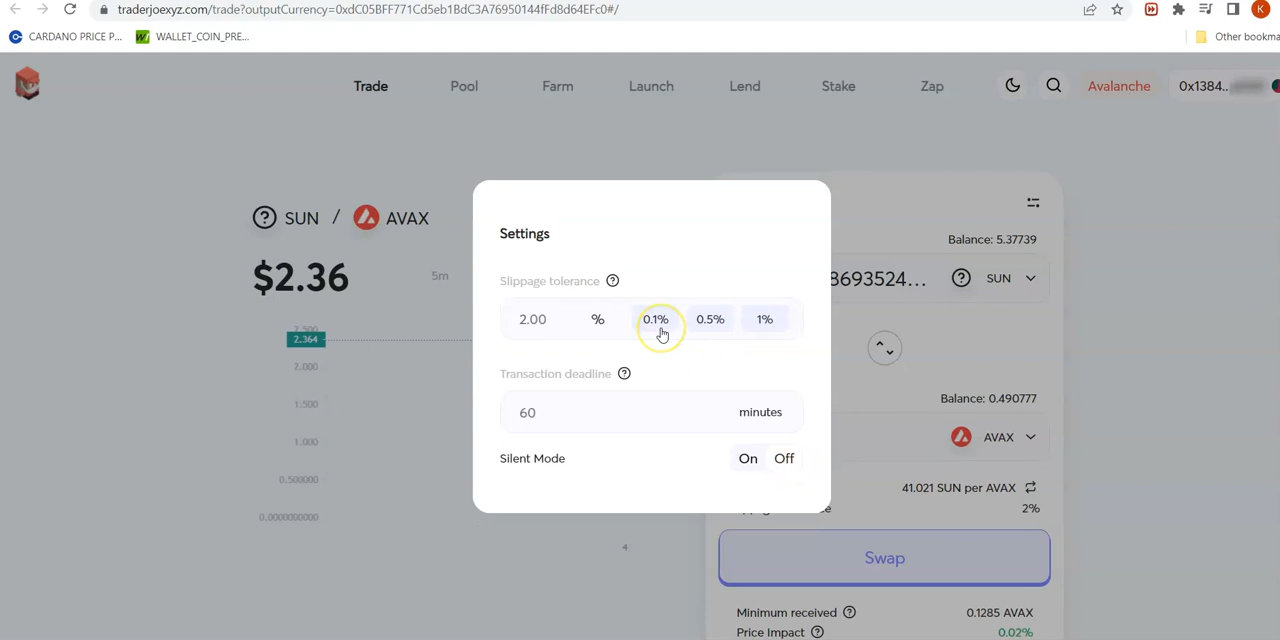 traderjoexyz.com/trade?outputCurrency=0xdC05BFF771Cd5eb1BdC3A76950144fFd8d64EFc0#/
K
CARDANO PRICE P...
WALLET_COIN_PRE...
Other bookma
Trade
Pool
Farm
Launch
Lend
Stake
Zap
Avalanche
0x1384..
SUN / AVAX
$2.36
5m
2.500
2.364
2.000
1.500
1.000
0.500000
0.0000000000
4
Settings
Slippage tolerance
2.00 %
0.1%
0.5%
1%
Transaction deadline
60 minutes
Silent Mode
On Off
Balance: 5.37739
8693524...
SUN
Balance: 0.490777
AVAX
41.021 SUN per AVAX
2%
Swap
Minimum received
0.1285 AVAX
Price Impact
0.02%